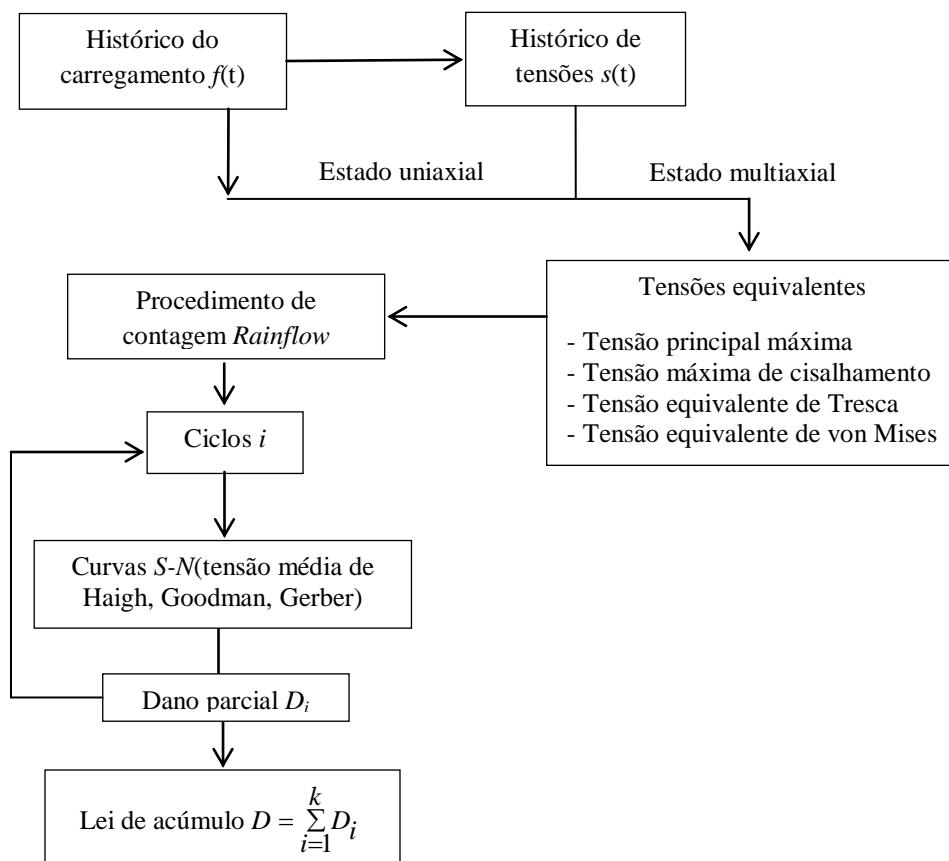 Histórico do
carregamento f(t)
Histórico de
tensões s(t)
Estado uniaxial
Estado multiaxial
Procedimento de
contagem Rainflow
Tensões equivalentes
- Tensão principal máxima
- Tensão máxima de cisalhamento
- Tensão equivalente de Tresca
- Tensão equivalente de von Mises
Ciclos i
Curvas S-N(tensão média de
Haigh, Goodman, Gerber)
Dano parcial Di
Lei de acúmulo D = k∑i=1 Di